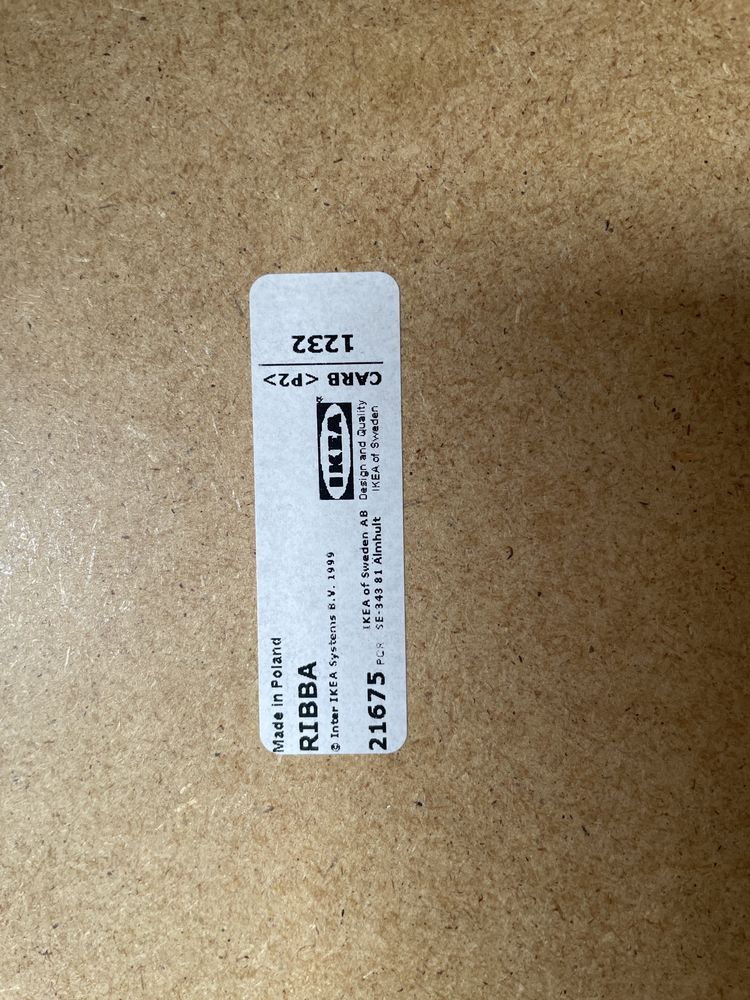 Made in Poland
RIBBA
© Inter IKEA Systems B.V. 1999
21675 PQR
IKEA of Sweden AB
SE-343 81 Älmhult
IKEA®
Design and Quality
IKEA of Sweden
CARB <P2>
1232